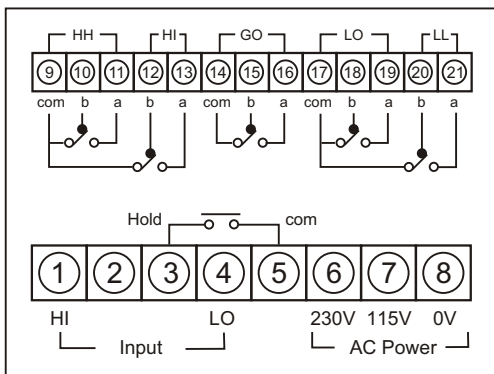 HH HI GO LO LL
9 10 11 12 13 14 15 16 17 18 19 20 21
com b a b a com b a com b a b a
Hold com
1 2 3 4 5 6 7 8
HI LO 230V 115V 0V
Input AC Power